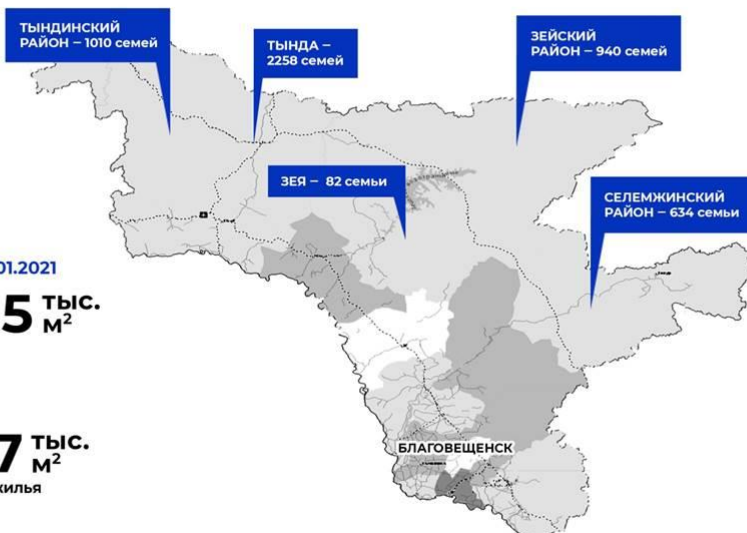 ТЫНДИНСКИЙ
РАЙОН – 1010 семей
ТЫНДА –
2258 семей
ЗЕЙСКИЙ
РАЙОН – 940 семей
ЗЕЯ – 82 семьи
СЕЛЕМЖИНСКИЙ
РАЙОН – 634 семьи
01.2021
5 ТЫС.
М²
7 ТЫС.
М²
жилья
БЛАГОВЕЩЕНСК